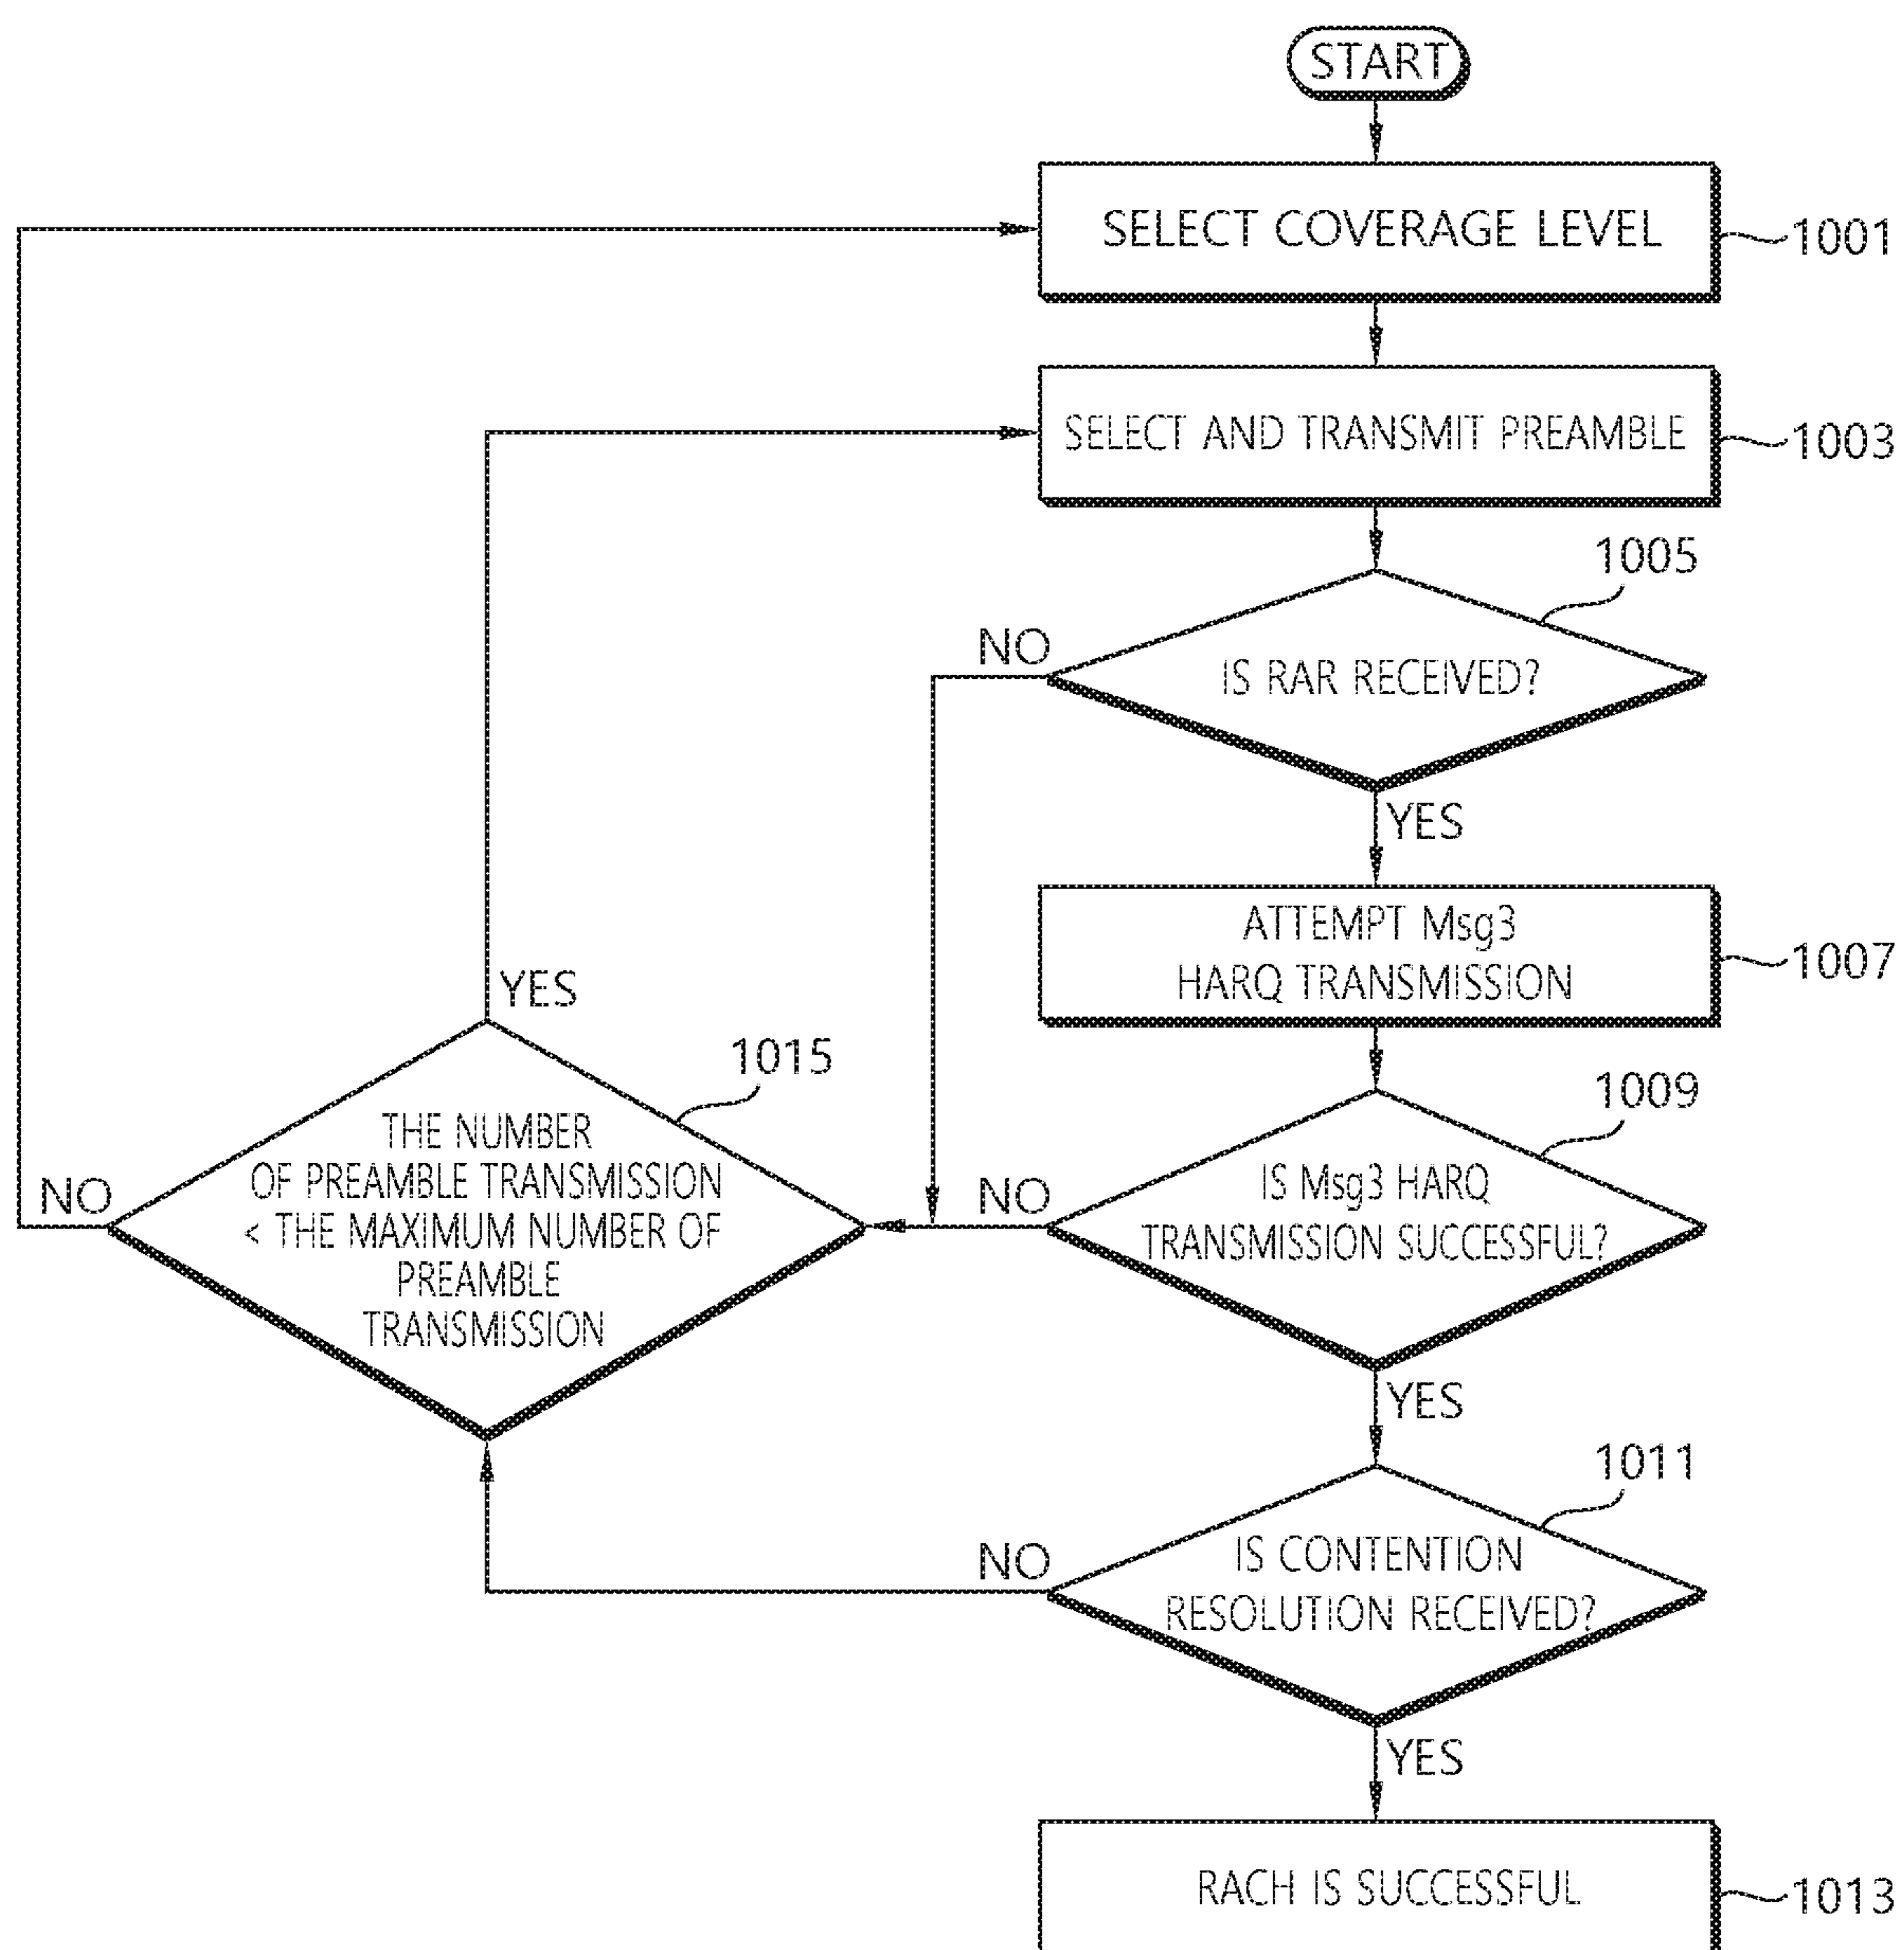 START
SELECT COVERAGE LEVEL
1001
SELECT AND TRANSMIT PREAMBLE
1003
1005
NO
IS RAR RECEIVED?
YES
ATTEMPT Msg3
HARQ TRANSMISSION
1007
YES
1015
THE NUMBER
OF PREAMBLE TRANSMISSION
< THE MAXIMUM NUMBER OF
PREAMBLE
TRANSMISSION
NO
1009
NO
IS Msg3 HARQ
TRANSMISSION SUCCESSFUL?
YES
1011
NO
IS CONTENTION
RESOLUTION RECEIVED?
YES
RACH IS SUCCESSFUL
1013